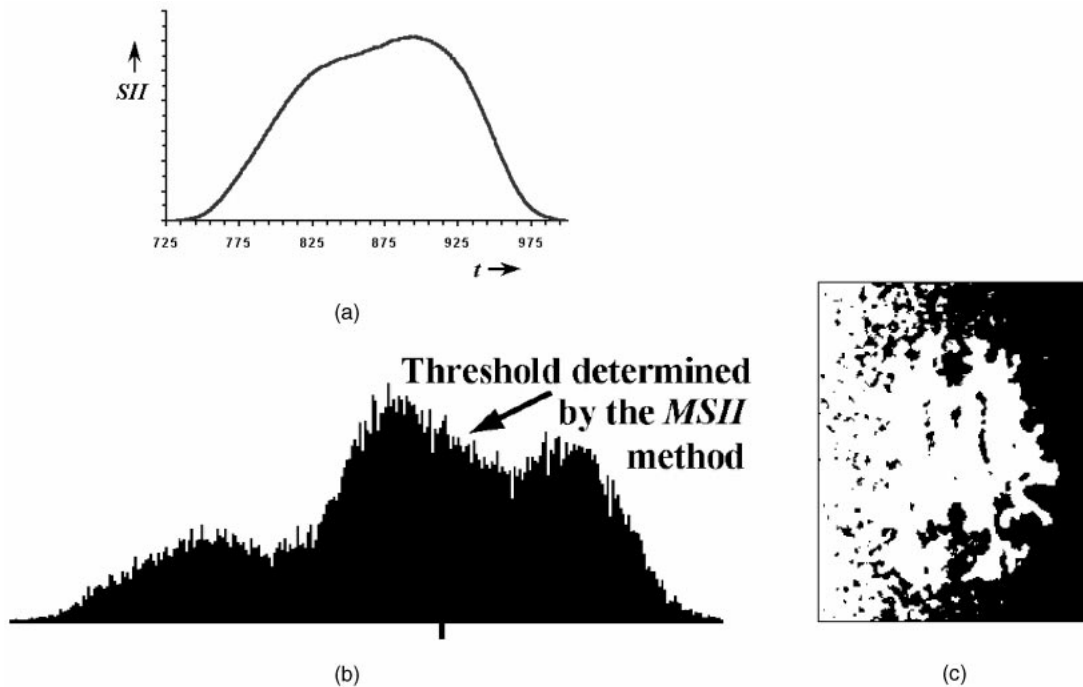 SII
725 775 825 875 925 975
t
(a)
Threshold determined
by the MSII
method
(b)
(c)